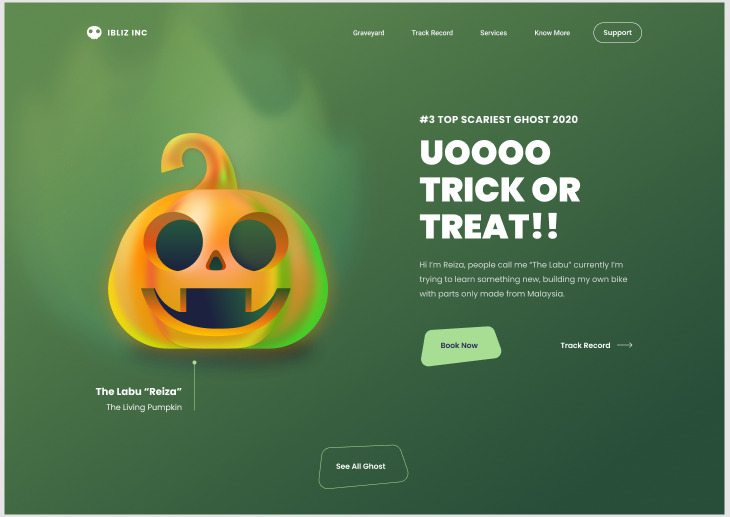 IBLIZ INC
Graveyard
Track Record
Services
Know More
Support
#3 TOP SCARIEST GHOST 2020
UOOOO
TRICK OR
TREAT!!
Hi I'm Reiza, people call me "The Labu" currently I'm
trying to learn something new, building my own bike
with parts only made from Malaysia.
Book Now
Track Record
The Labu “Reiza”
The Living Pumpkin
See All Ghost